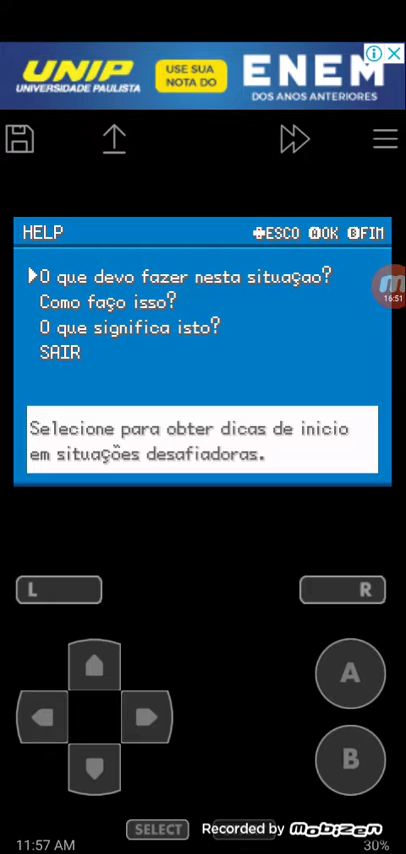 UNIP
UNIVERSIDADE PAULISTA
USE SUA
NOTA DO
ENEM
DOS ANOS ANTERIORES
HELP
ESCO AOK BFIM
O que devo fazer nesta situaçao?
Como faço isso?
O que significa isto?
SAIR
16:51
Selecione para obter dicas de inicio
em situações desafiadoras.
L
R
A
B
SELECT
Recorded by mobizen
11:57 AM
30%